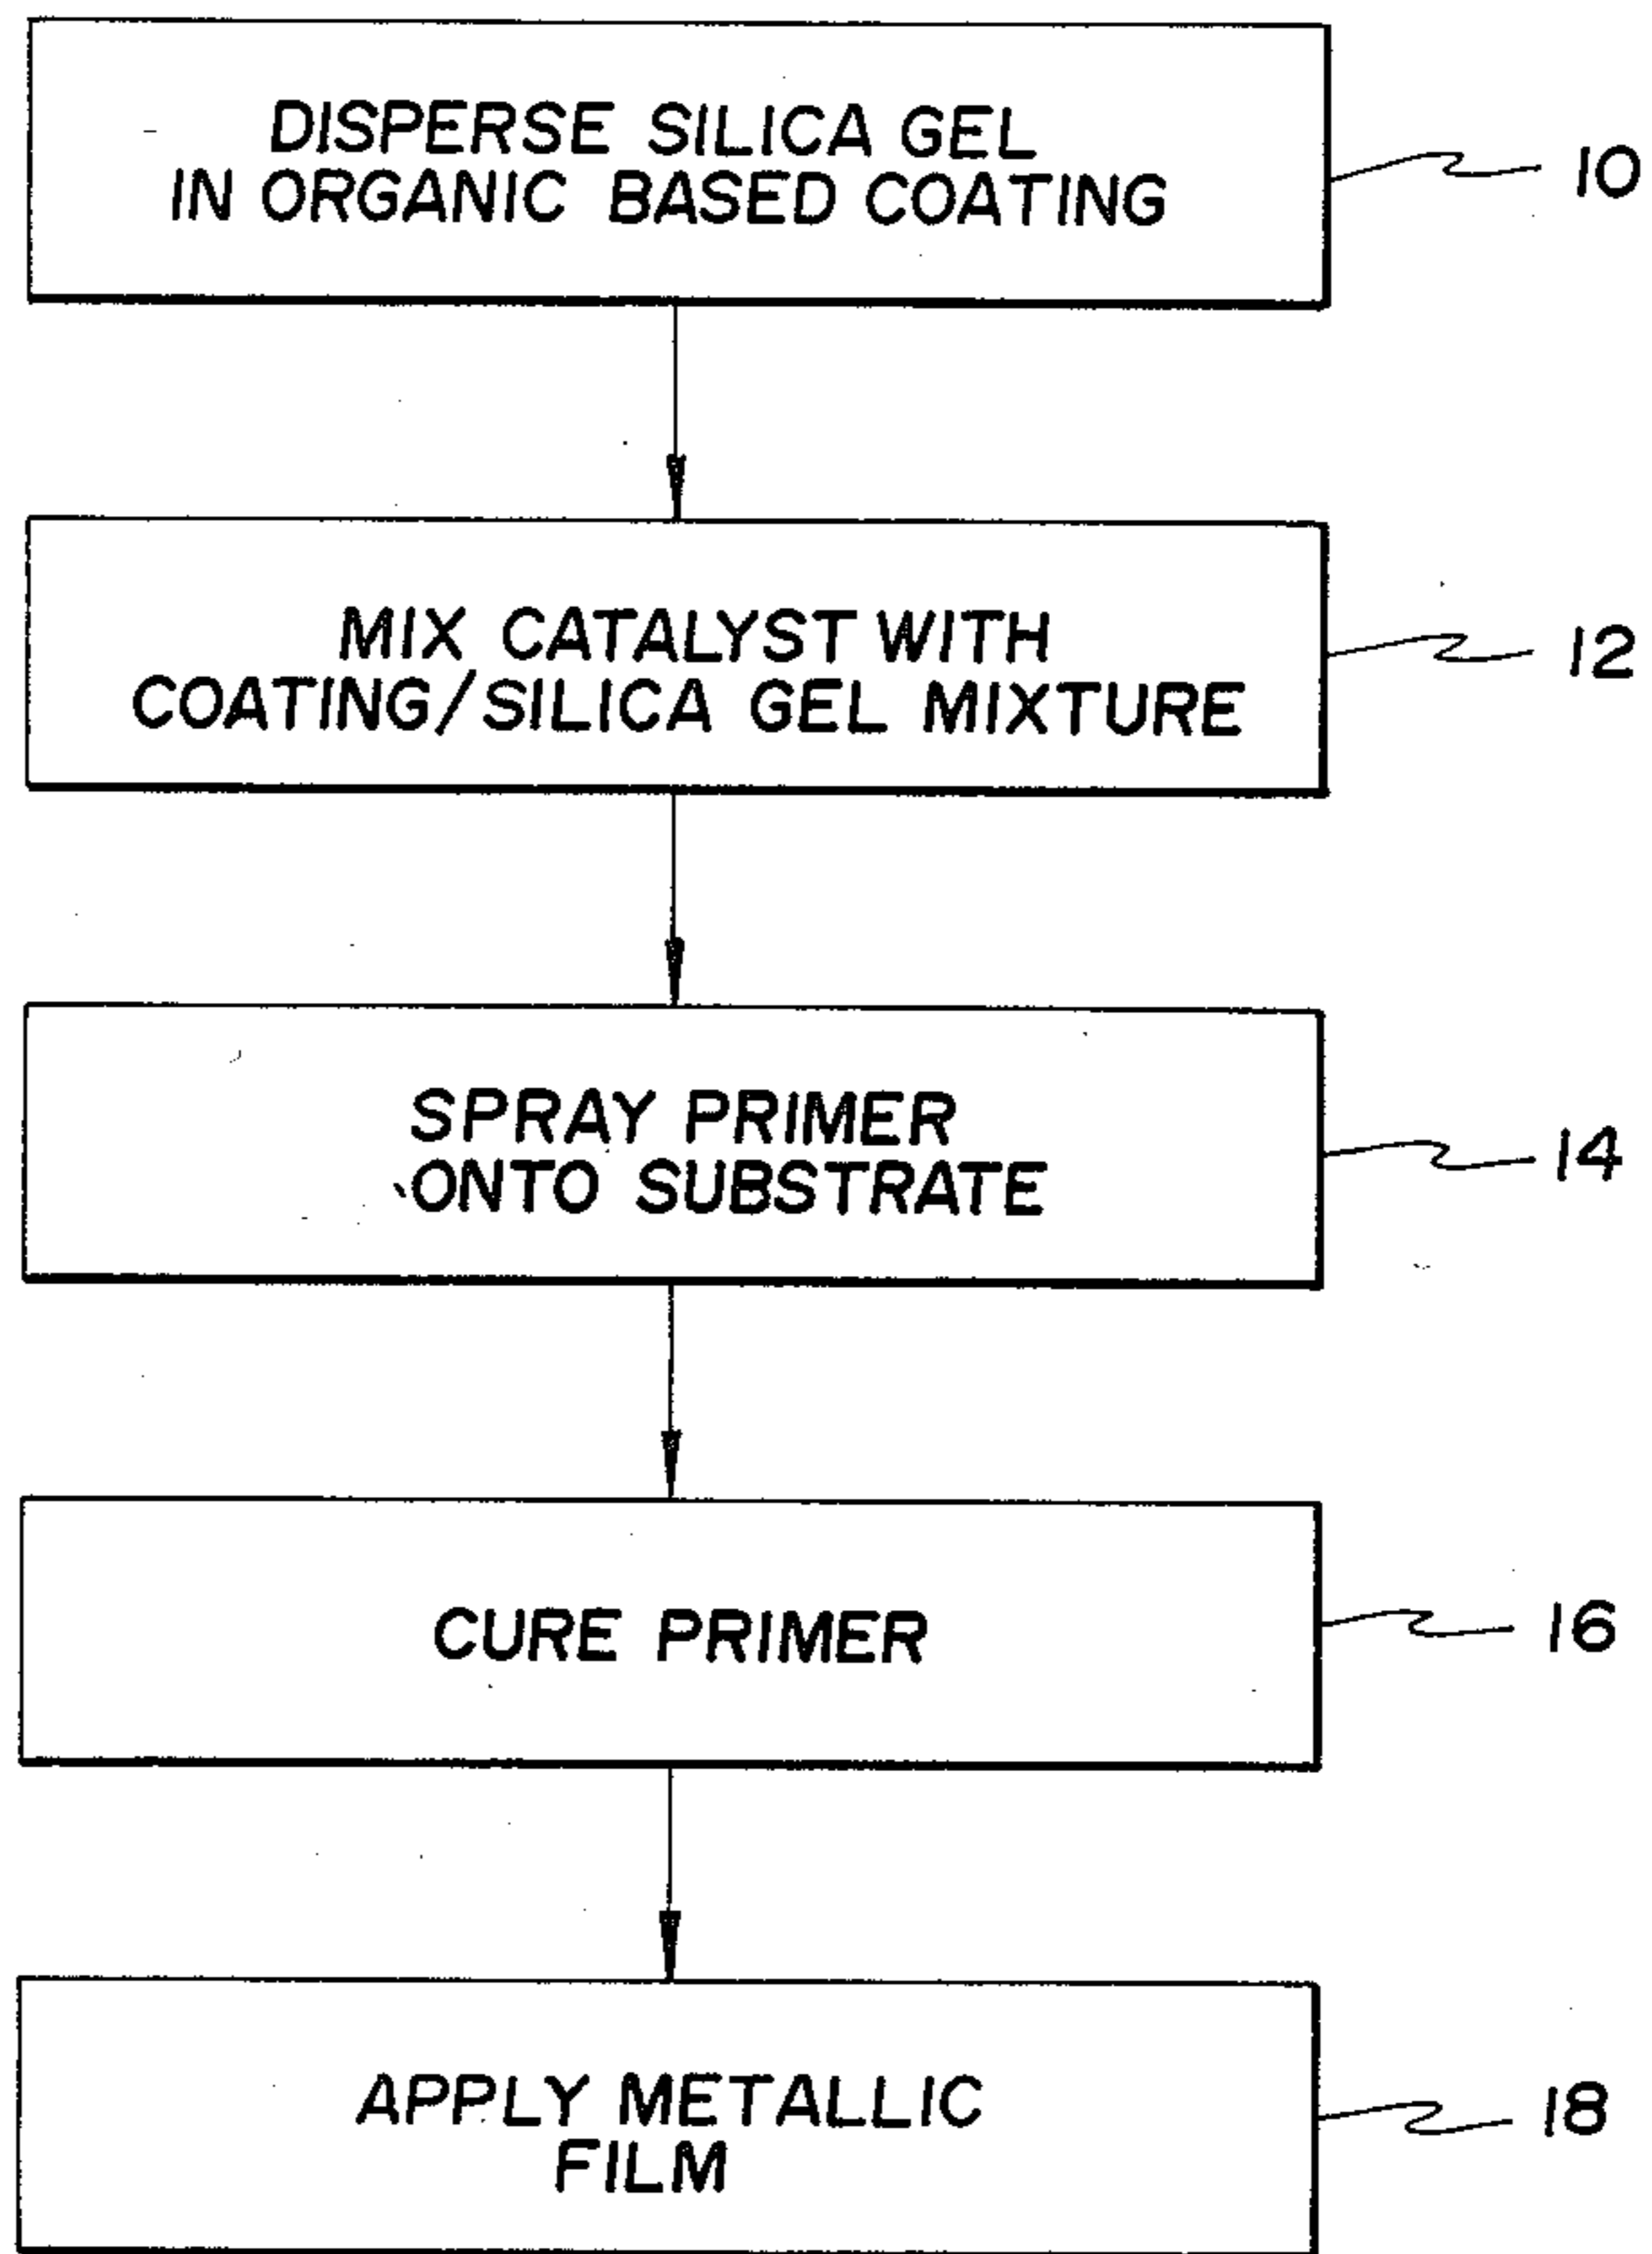 DISPERSE SILICA GEL
IN ORGANIC BASED COATING
10
MIX CATALYST WITH
COATING/SILICA GEL MIXTURE
12
SPRAY PRIMER
ONTO SUBSTRATE
14
CURE PRIMER
16
APPLY METALLIC
FILM
18